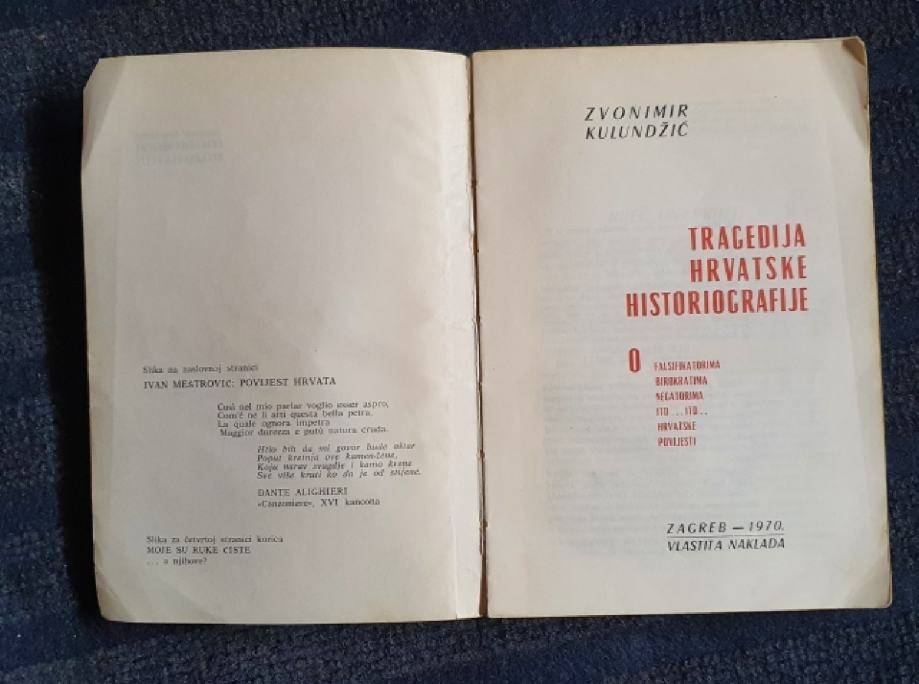 Slika na naslovnoj stranici
IVAN MEŠTROVIĆ: POVIJEST HRVATA
Così nel mio parlar voglio esser aspro,
Com'è ne li atti questa bella petra,
La quale ognora impetra
Maggior durezza e più natura cruda.
Htio bih da mi govor bude oštar
Poput kretnja ove kamen-žene,
Koja narav svagdje i kamo krene
Sve više kruti ko da je od stijene.
DANTE ALIGHIERI
«Canzoniere», XVI kancona
Slika za četvrtoj stranici korica
MOJE SU RUKE ČISTE
... a njihove?
ZVONIMIR
KULUNDŽIĆ
TRAGEDIJA
HRVATSKE
HISTORIOGRAFIJE
O FALSIFIKATORIMA
BIROKRATIMA
NEGATORIMA
ITD ... ITD ..
HRVATSKE
POVIJESTI
ZAGREB — 1970.
VLASTITA NAKLADA